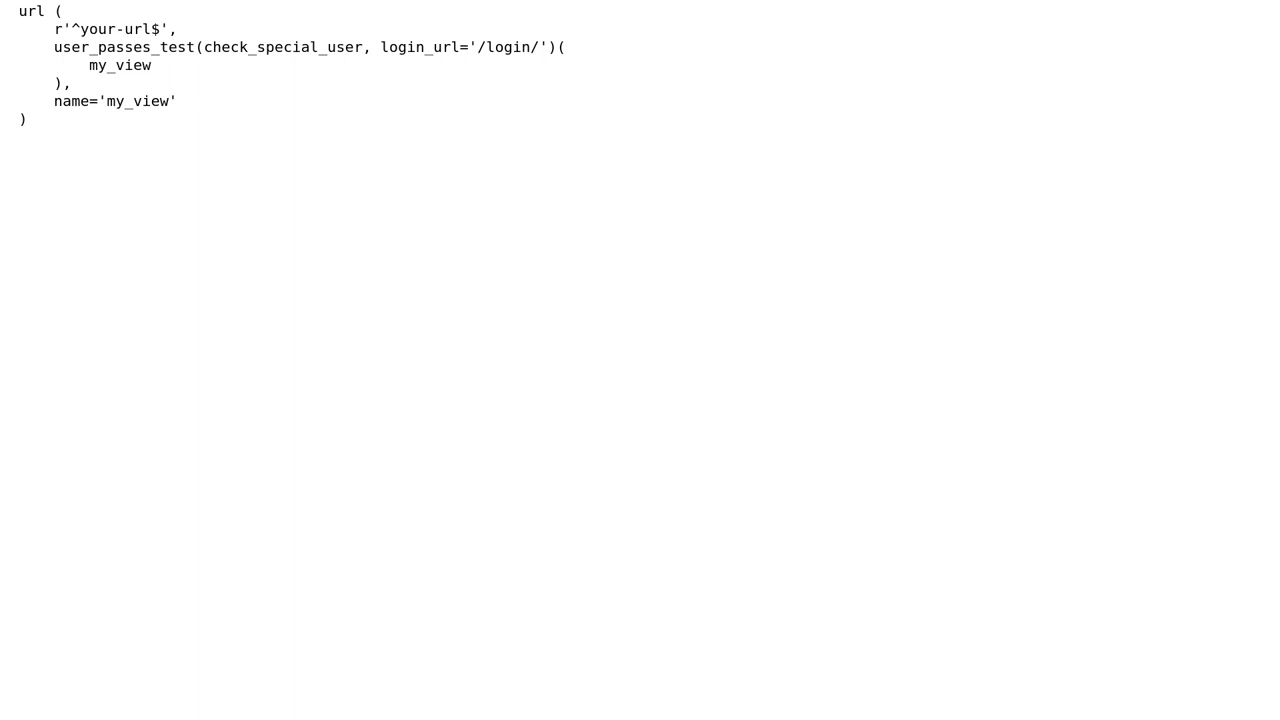 url (
    r'^your-url$',
    user_passes_test(check_special_user, login_url='/login/')(
        my_view
    ),
    name='my_view'
)